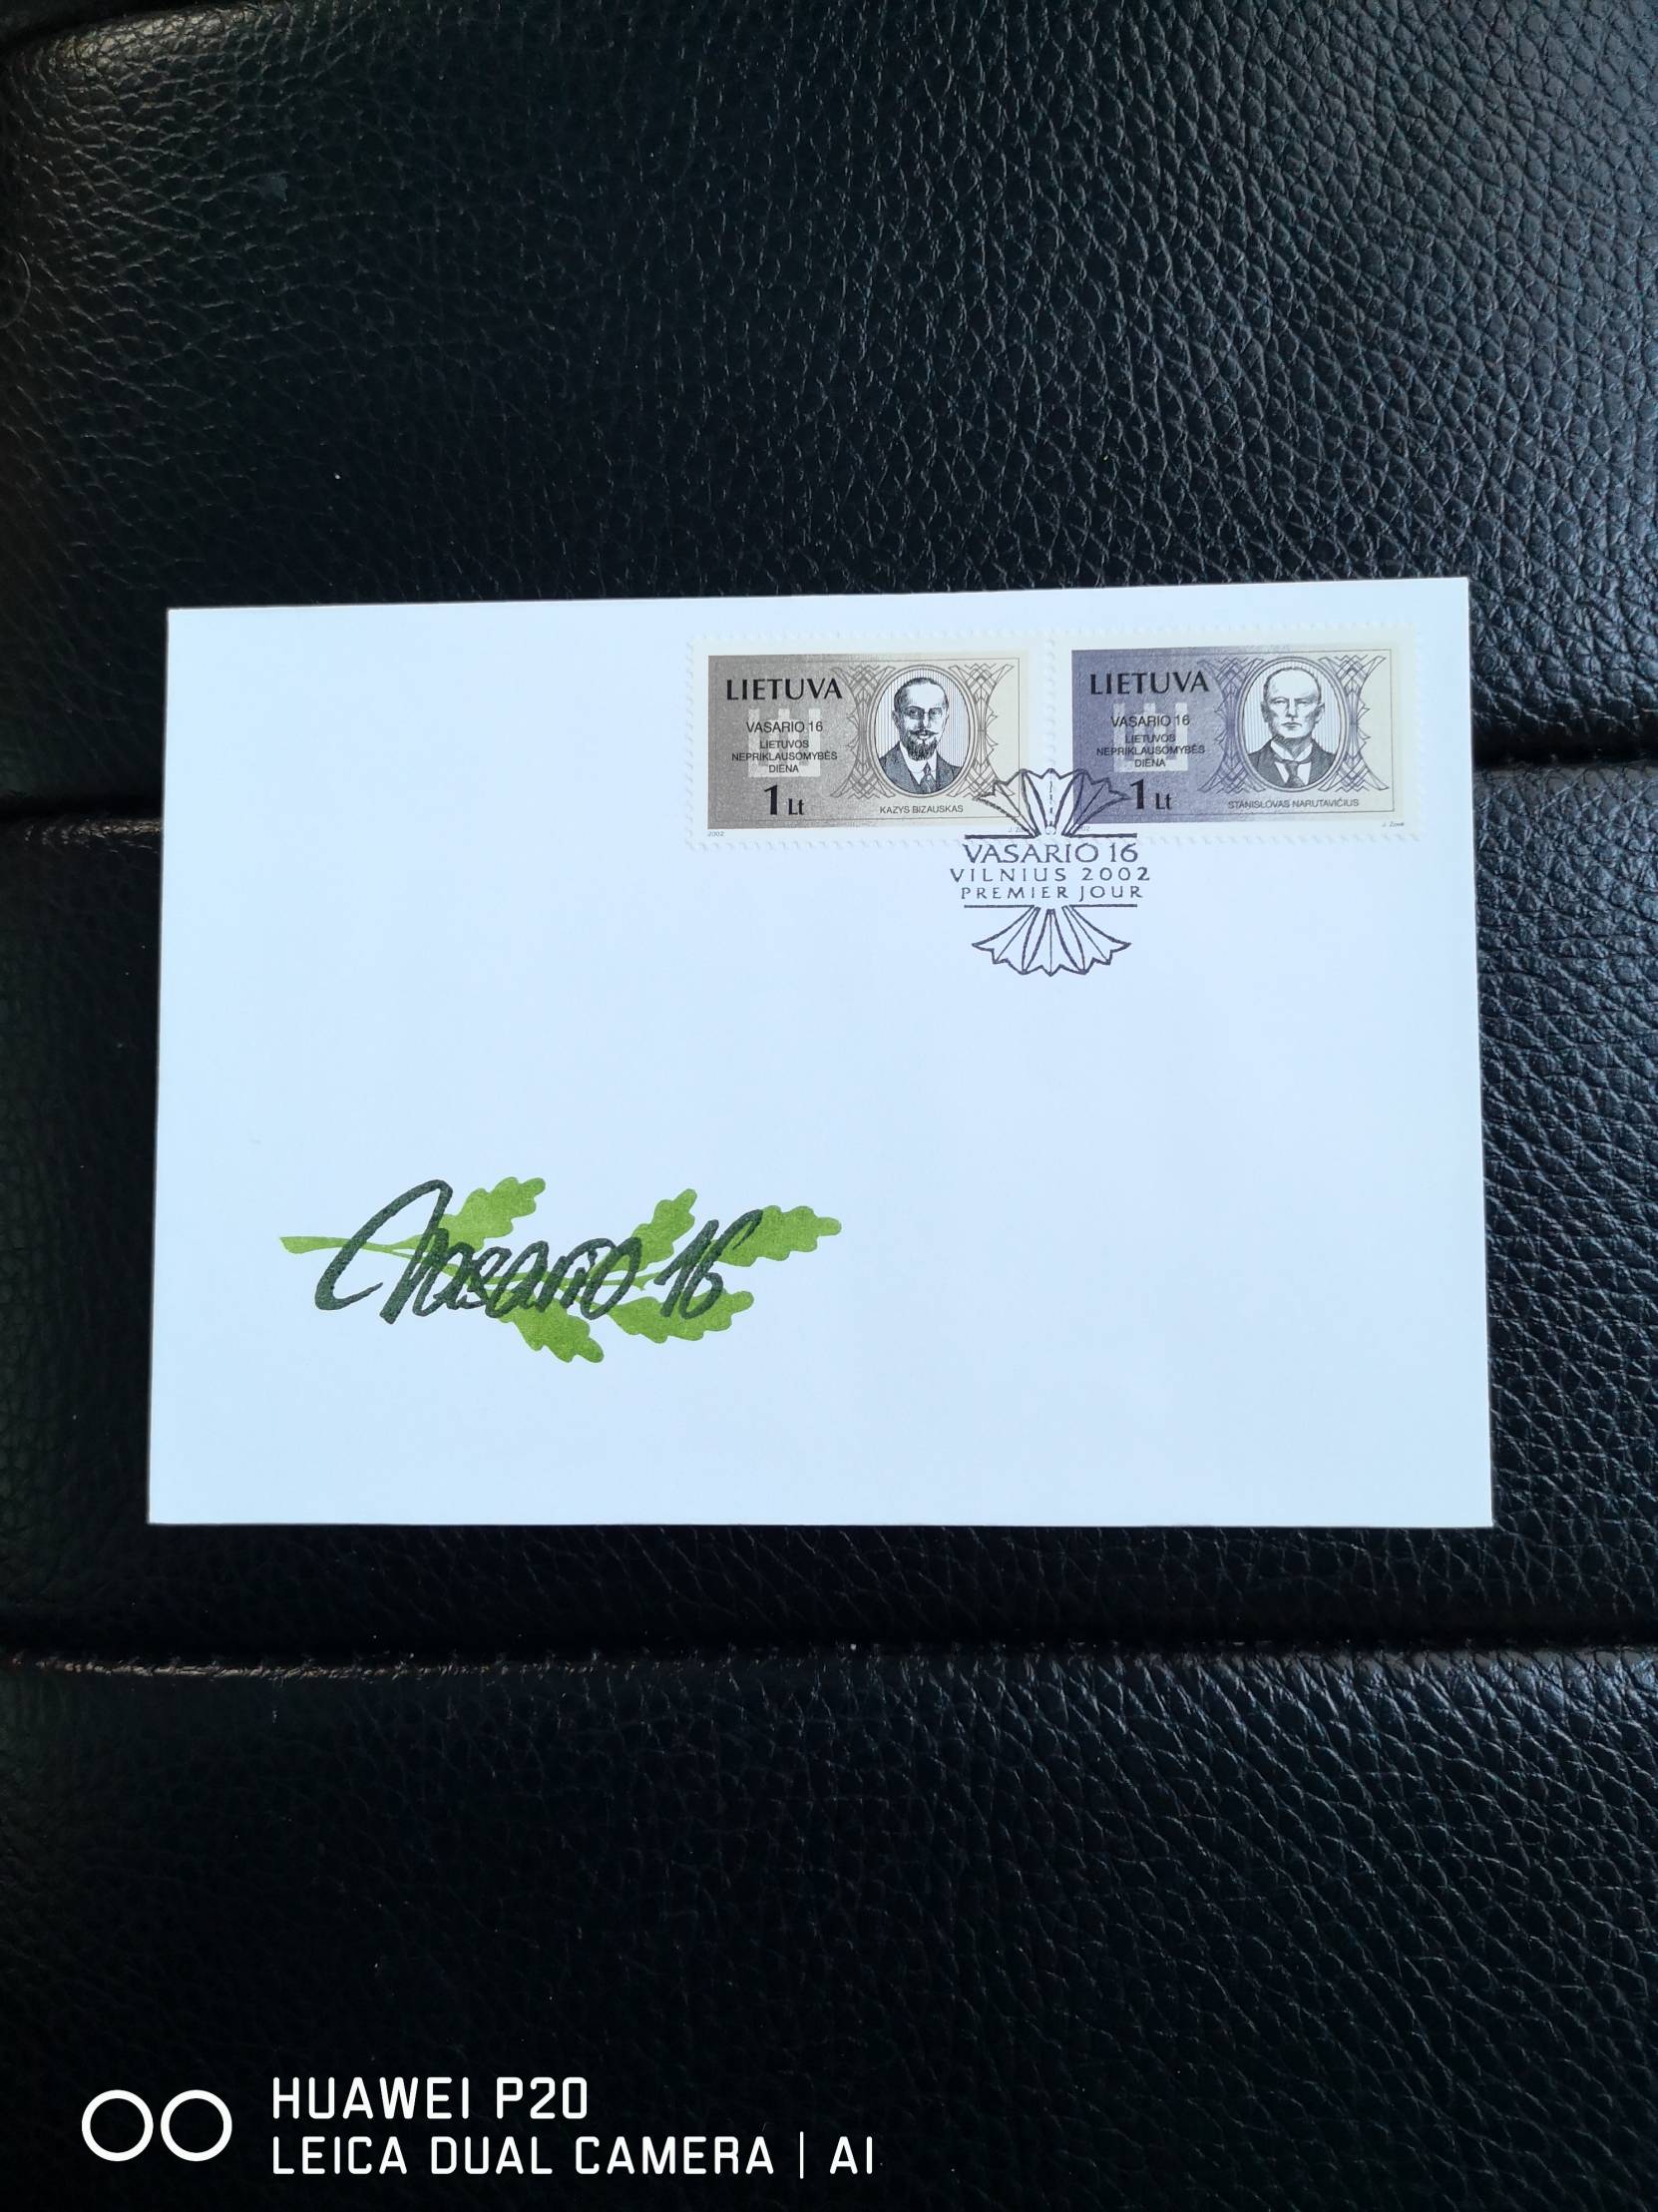 LIETUVA
VASARIO 16
LIETUVOS
NEPRIKLAUSOMYBĖS
DIENA
1 Lt
KAZYS BIZAUSKAS
2002
LIETUVA
VASARIO 16
LIETUVOS
NEPRIKLAUSOMYBĖS
DIENA
1 Lt
STANISLOVAS NARUTAVIČIUS
J. Zove
VASARIO 16
VILNIUS 2002
PREMIER JOUR
Vasario 16
HUAWEI P20
LEICA DUAL CAMERA | AI